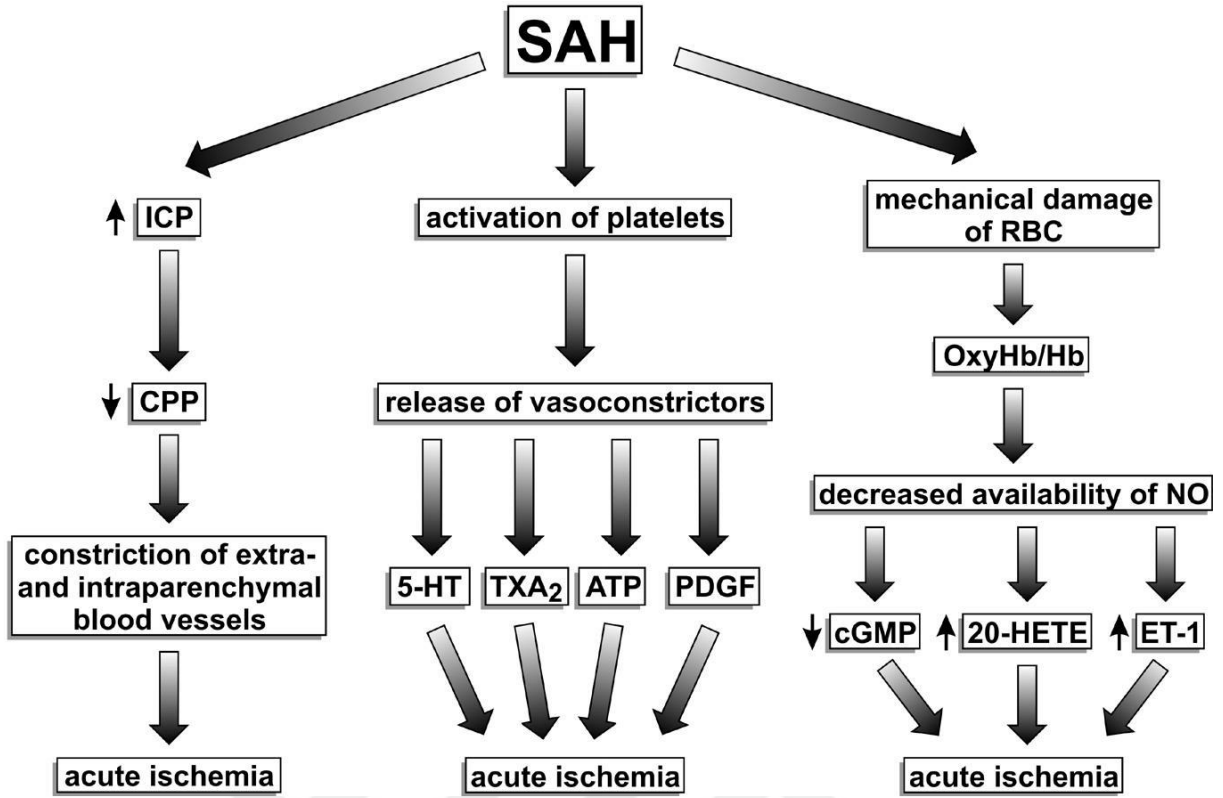 SAH
ICP
activation of platelets
mechanical damage
of RBC
OxyHb/Hb
CPP
release of vasoconstrictors
decreased availability of NO
constriction of extra-
and intraparenchymal
blood vessels
5-HT TXA₂ ATP PDGF
cGMP 20-HETE ET-1
acute ischemia acute ischemia acute ischemia